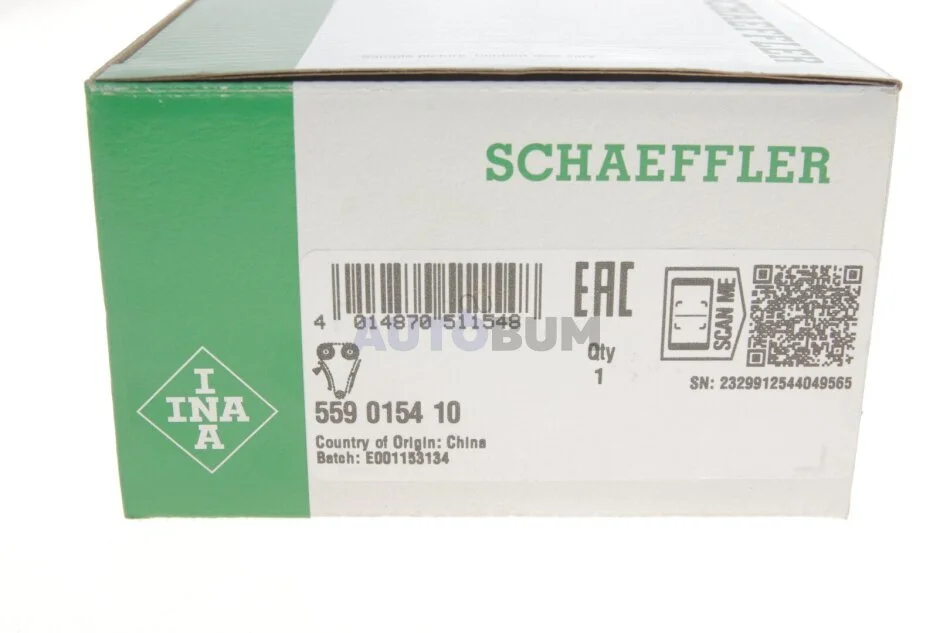 SCHAEFFLER
SCHAEFFLER
EAC
SCAN ME
4 014870 511548
AUTOBUM
Qty
1
SN: 2329912544049565
I
INA
A
559 0154 10
Country of Origin: China
Batch: E001153134